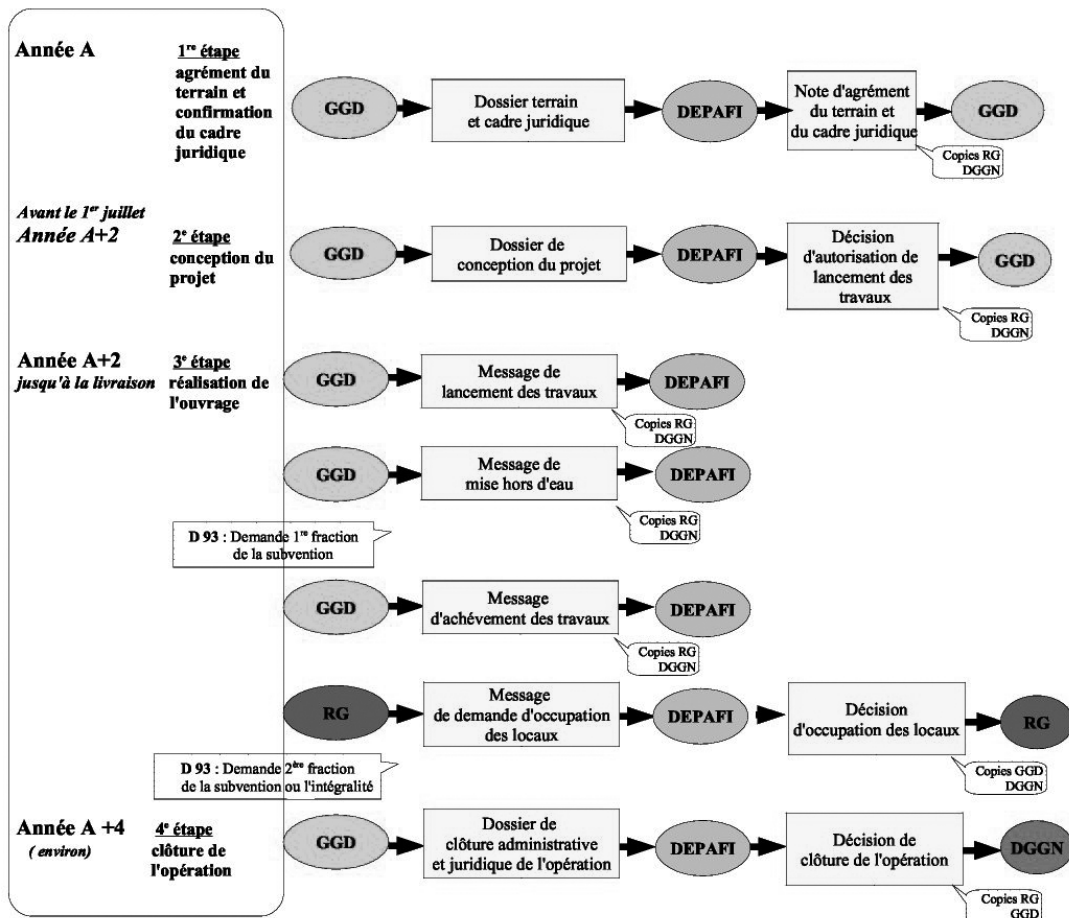 Année A
1re étape
agrément du
terrain et
confirmation
du cadre
juridique
GGD
Dossier terrain
et cadre juridique
DEPAFI
Note d'agrément
du terrain et
du cadre juridique
GGD
Copies RG
DGGN
Avant le 1er juillet
Année A+2
2e étape
conception du
projet
GGD
Dossier de
conception du projet
DEPAFI
Décision
d'autorisation de
lancement des
travaux
GGD
Copies RG
DGGN
Année A+2
jusqu'à la livraison
3e étape
réalisation de
l'ouvrage
GGD
Message de
lancement des travaux
DEPAFI
Copies RG
DGGN
GGD
Message de
mise hors d'eau
DEPAFI
Copies RG
DGGN
D 93 : Demande 1re fraction
de la subvention
GGD
Message
d'achévement des travaux
DEPAFI
Copies RG
DGGN
RG
Message
de demande d'occupation
des locaux
DEPAFI
Décision
d'occupation des locaux
RG
Copies GGD
DGGN
D 93 : Demande 2ère fraction
de la subvention ou l'intégralité
Année A +4
( environ)
4e étape
clôture de
l'opération
GGD
Dossier de
clôture administrative
et juridique de l'opération
DEPAFI
Décision de
clôture de l'opération
DGGN
Copies RG
GGD